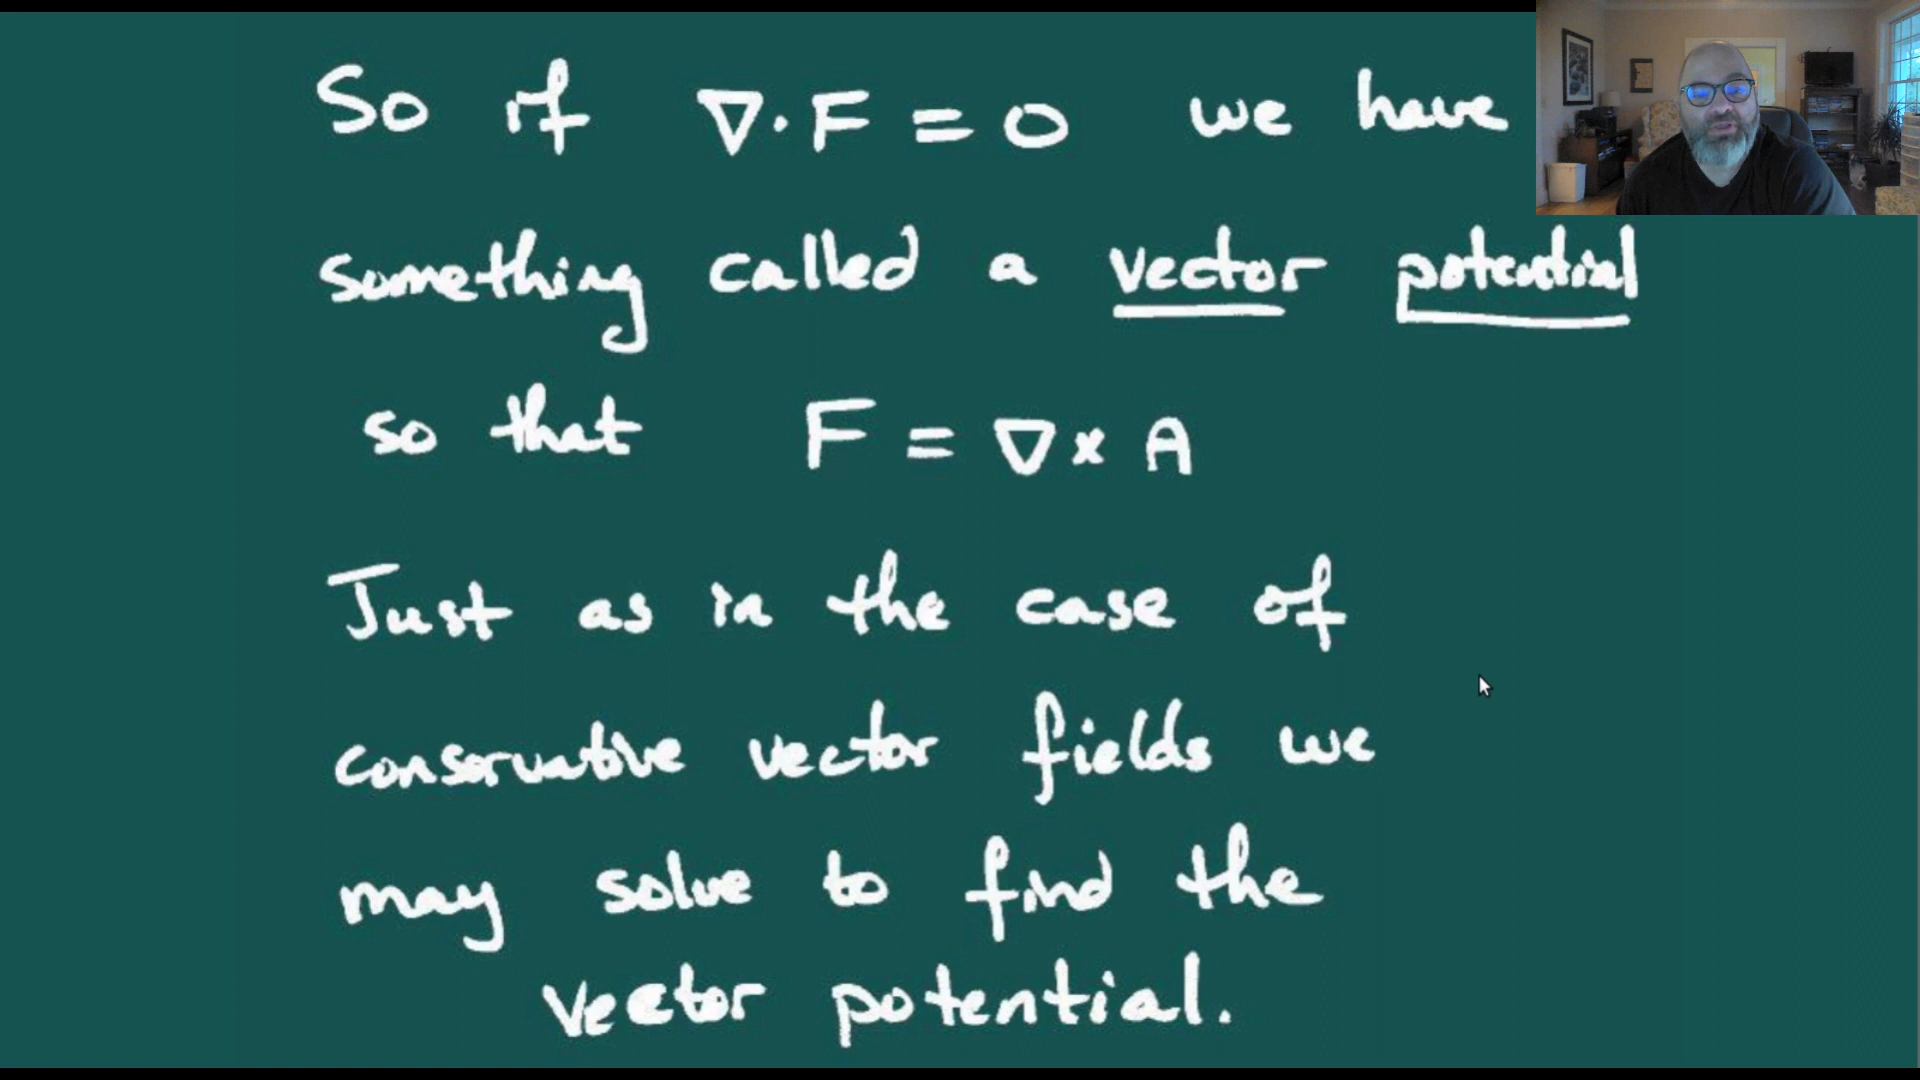 So if ∇·F = 0 we have
something called a vector potential
so that F = ∇×A
Just as in the case of
conservative vector fields we
may solve to find the
vector potential.